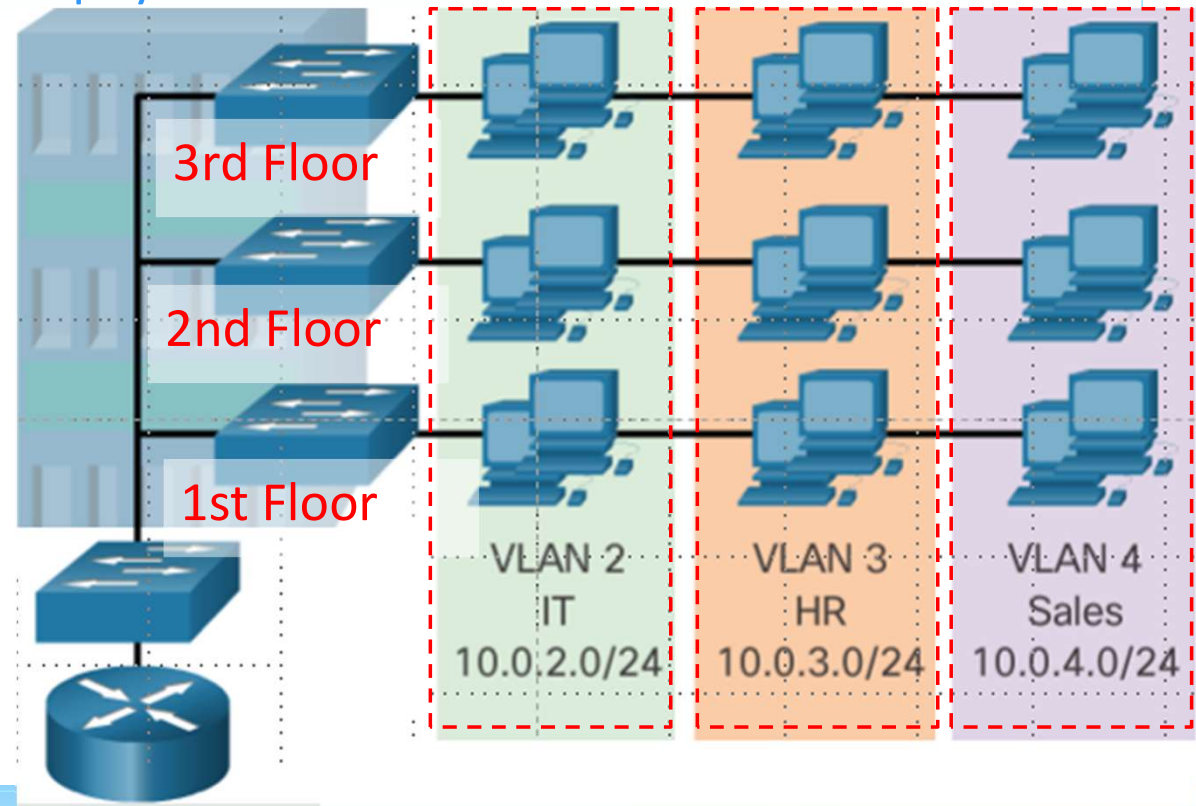 3rd Floor
2nd Floor
1st Floor
VLAN 2
IT
10.0.2.0/24
VLAN 3
HR
10.0.3.0/24
VLAN 4
Sales
10.0.4.0/24